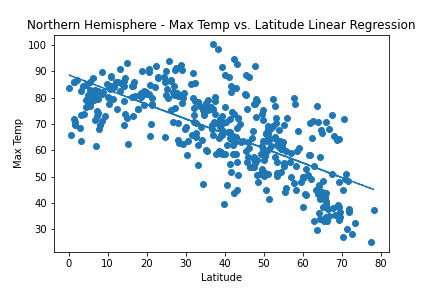 Northern Hemisphere - Max Temp vs. Latitude Linear Regression
100
90
80
70
60
50
40
30
Max Temp
0 10 20 30 40 50 60 70 80
Latitude